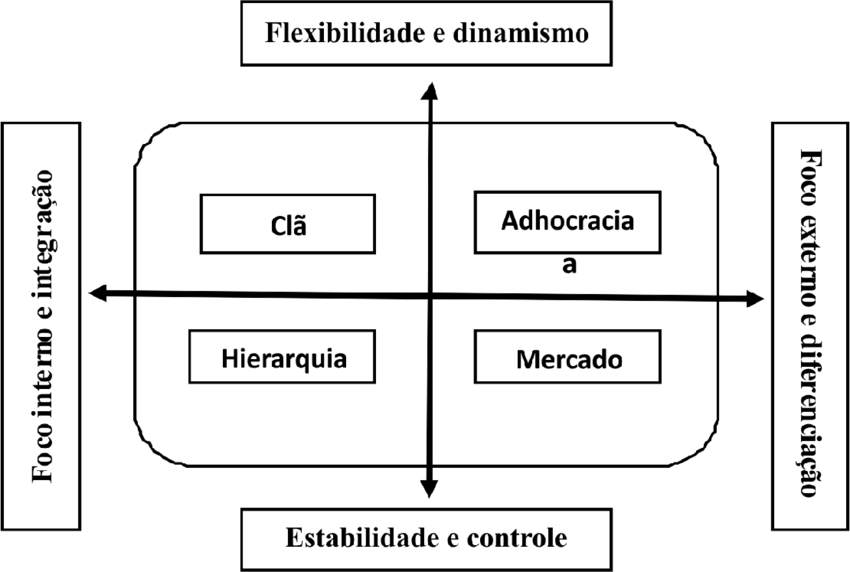 Flexibilidade e dinamismo
Foco interno e integração
Clã
Adhocracia
a
Foco externo e diferenciação
Hierarquia
Mercado
Estabilidade e controle